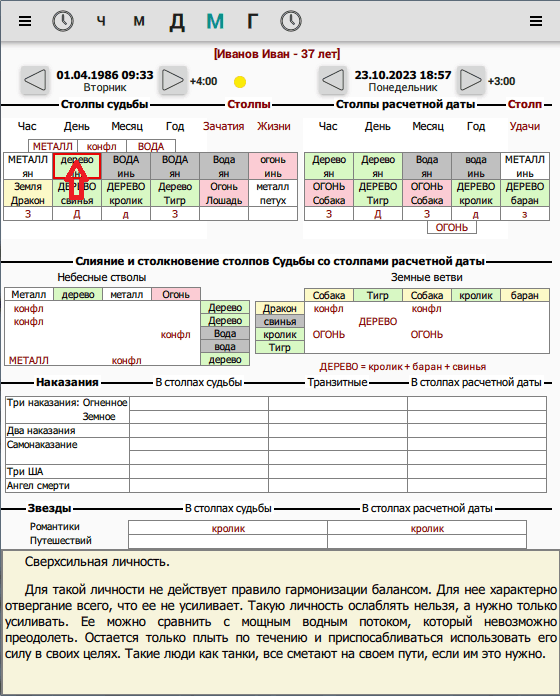 Ч М Д М Г
[Иванов Иван - 37 лет]
01.04.1986 09:33 +4:00 23.10.2023 18:57 +3:00
Вторник Понедельник
Столпы судьбы Столпы Столпы расчетной даты Столп
Час День Месяц Год Зачатия Жизни Час День Месяц Год Удачи
МЕТАЛЛ конфл ВОДА
МЕТАЛЛ дерево ВОДА ВОДА Вода огонь Дерево Дерево Вода вода МЕТАЛЛ
ян инь ян ян инь ян ян ян инь инь
Земля ДЕРЕВО ДЕРЕВО Дерево Огонь металл ОГОНЬ ДЕРЕВО ОГОНЬ ДЕРЕВО ДЕРЕВО
Дракон свинья кролик Тигр Лошадь петух Собака Тигр Собака кролик баран
З Д д З З Д З д з
ОГОНЬ
Слияние и столкновение столпов Судьбы со столпами расчетной даты
Небесные стволы Земные ветви
Металл дерево металл Огонь Собака Тигр Собака кролик баран
конфл Дерево Дракон конфл конфл
конфл Дерево свинья ДЕРЕВО
конфл Вода кролик ОГОНЬ ОГОНЬ
вода Тигр
МЕТАЛЛ конфл дерево
ДЕРЕВО = кролик + баран + свинья
Наказания В столпах судьбы Транзитные В столпах расчетной даты
Три наказания: Огненное
Земное
Два наказания
Самонаказание
Три ША
Ангел смерти
Звезды В столпах судьбы В столпах расчетной даты
Романтики кролик кролик
Путешествий
Сверхсильная личность.
Для такой личности не действует правило гармонизации балансом. Для нее характерно
отвергание всего, что ее не усиливает. Такую личность ослаблять нельзя, а нужно только
усиливать. Ее можно сравнить с мощным водным потоком, который невозможно
преодолеть. Остается только плыть по течению и приспосабливаться использовать его
силу в своих целях. Такие люди как танки, все сметают на своем пути, если им это нужно.